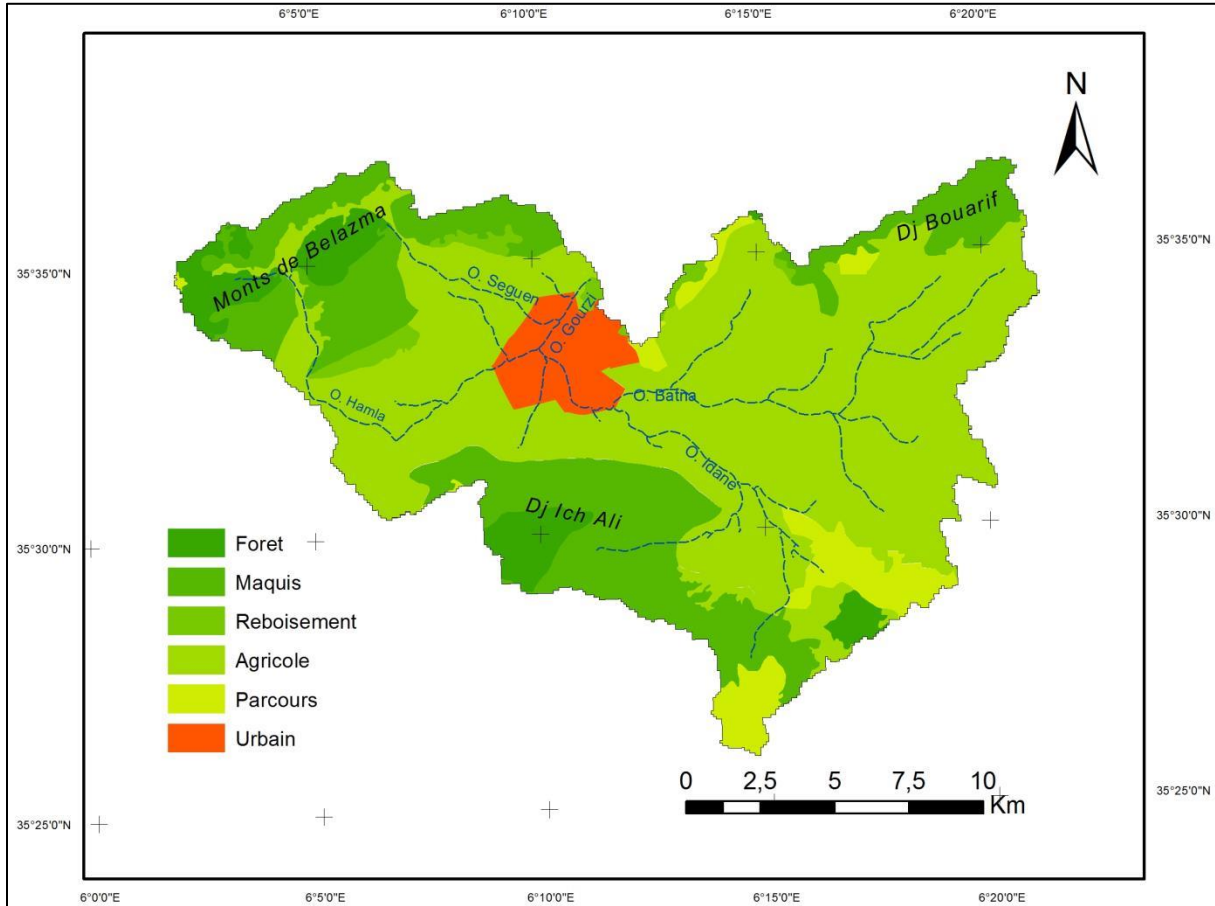 6°5'0"E 6°10'0"E 6°15'0"E 6°20'0"E
N
Dj Bouarif
35°35'0"N
35°35'0"N
Monts de Belazma
O. Seguen
O. Gourzi
O. Hamla
O. Batna
O. Idane
Dj Ich Ali
35°30'0"N
35°30'0"N
Foret
Maquis
Reboisement
Agricole
Parcours
Urbain
0 2,5 5 7,5 10
Km
35°25'0"N
35°25'0"N
6°0'0"E 6°5'0"E 6°10'0"E 6°15'0"E 6°20'0"E